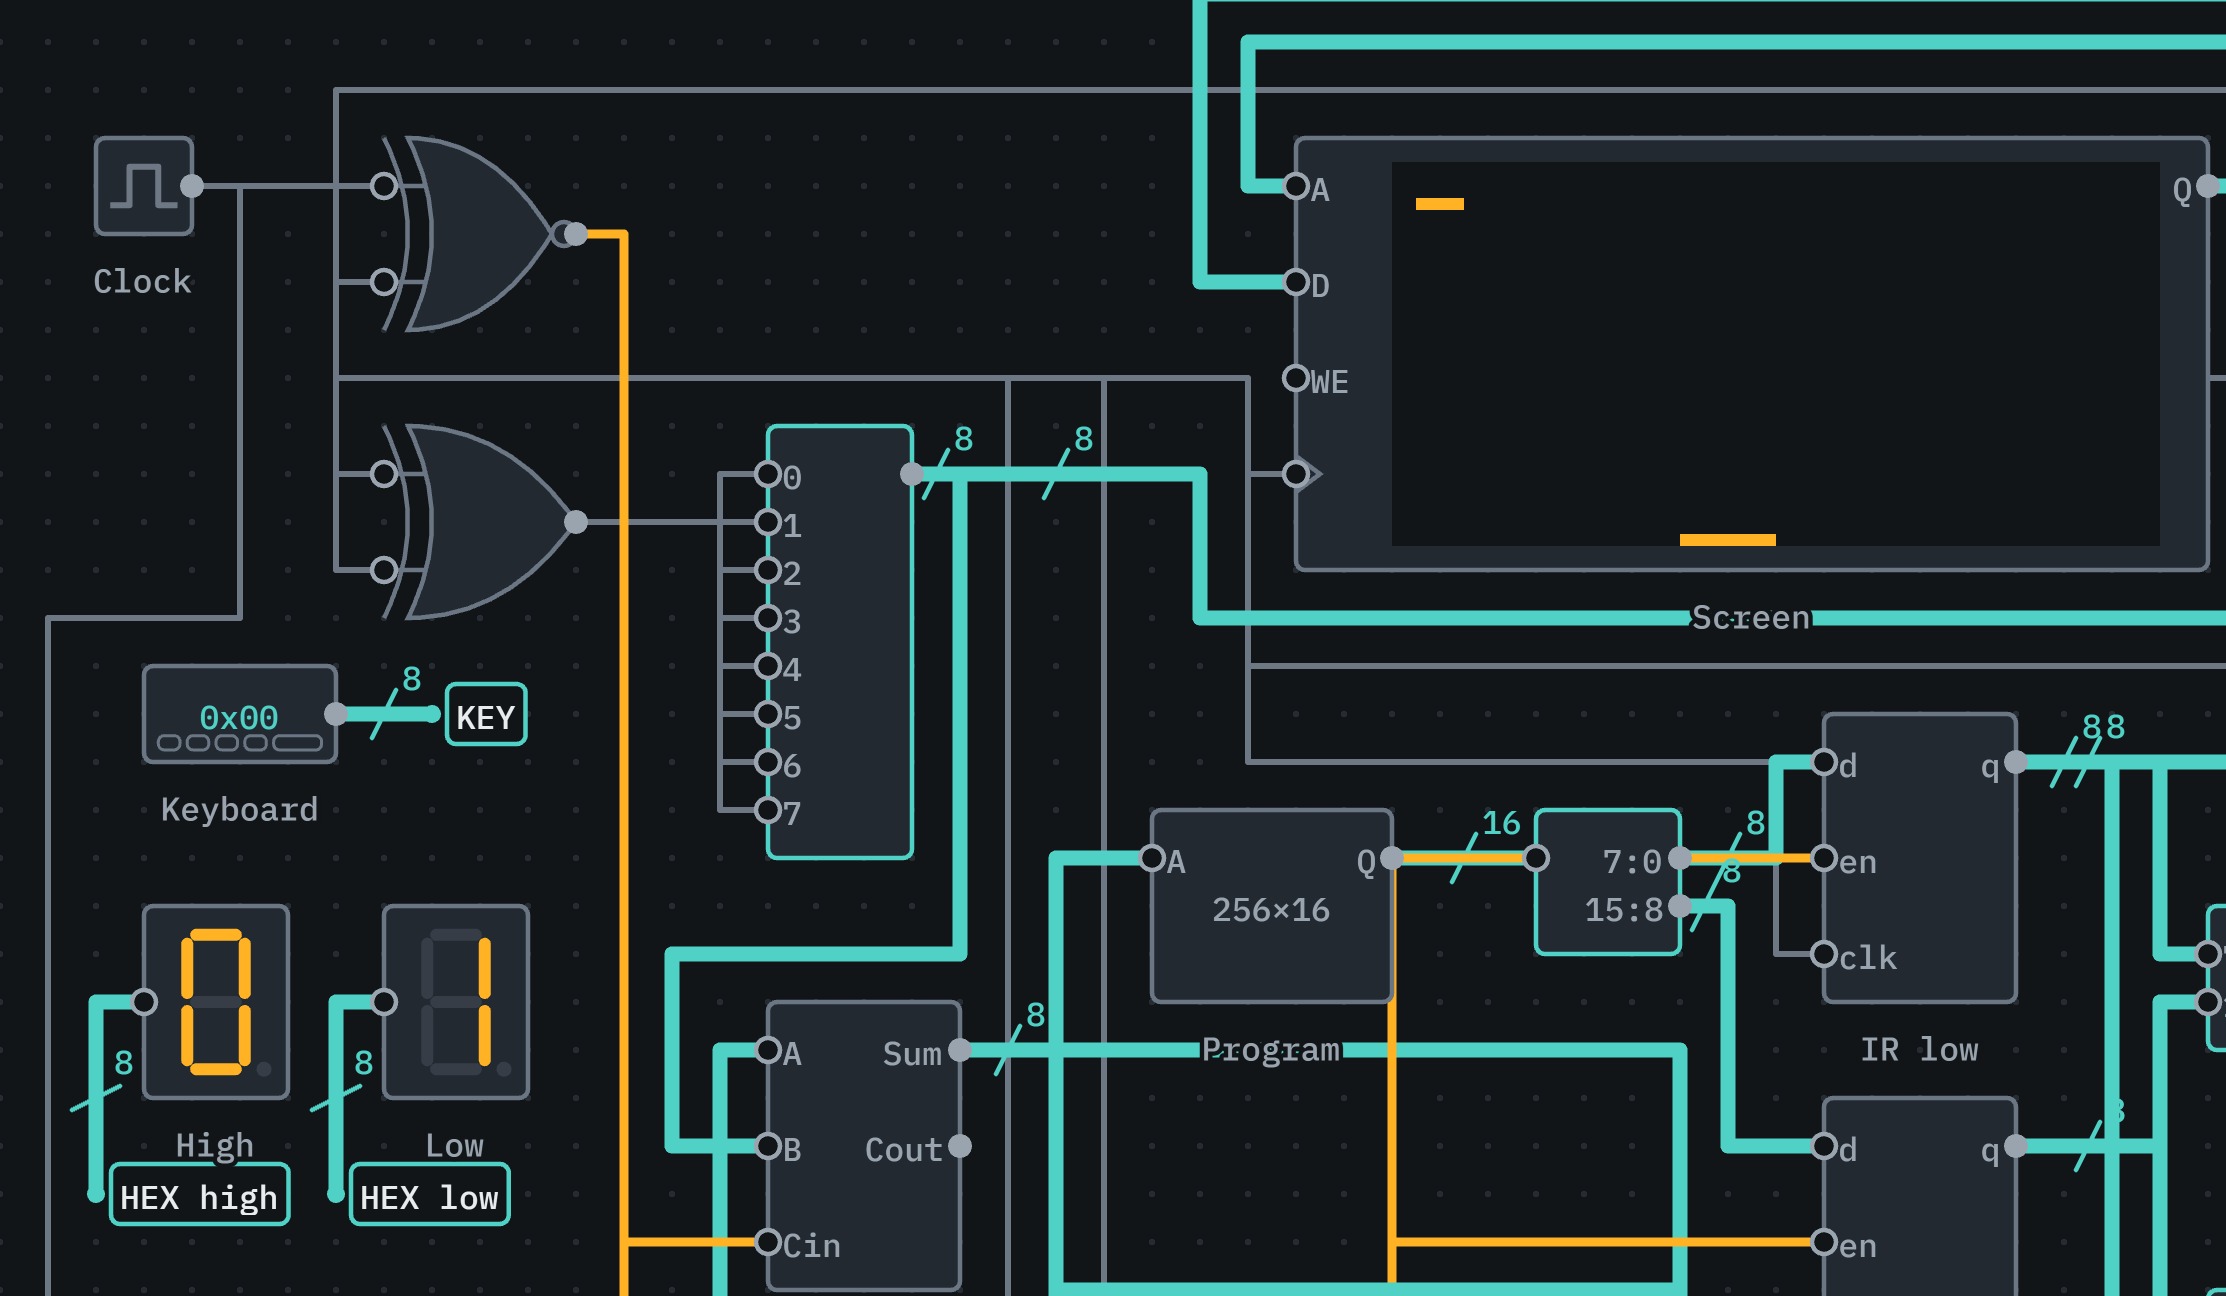 Clock
A
Q
D
WE
8
8
0
1
2
3
4
5
6
7
Screen
0x00
8
KEY
Keyboard
A
Q
256×16
Program
16
7:0
15:8
8
8
d
q
en
clk
IR low
8
8
8
High
HEX high
8
Low
HEX low
A
Sum
8
B
Cout
Cin
d
q
en